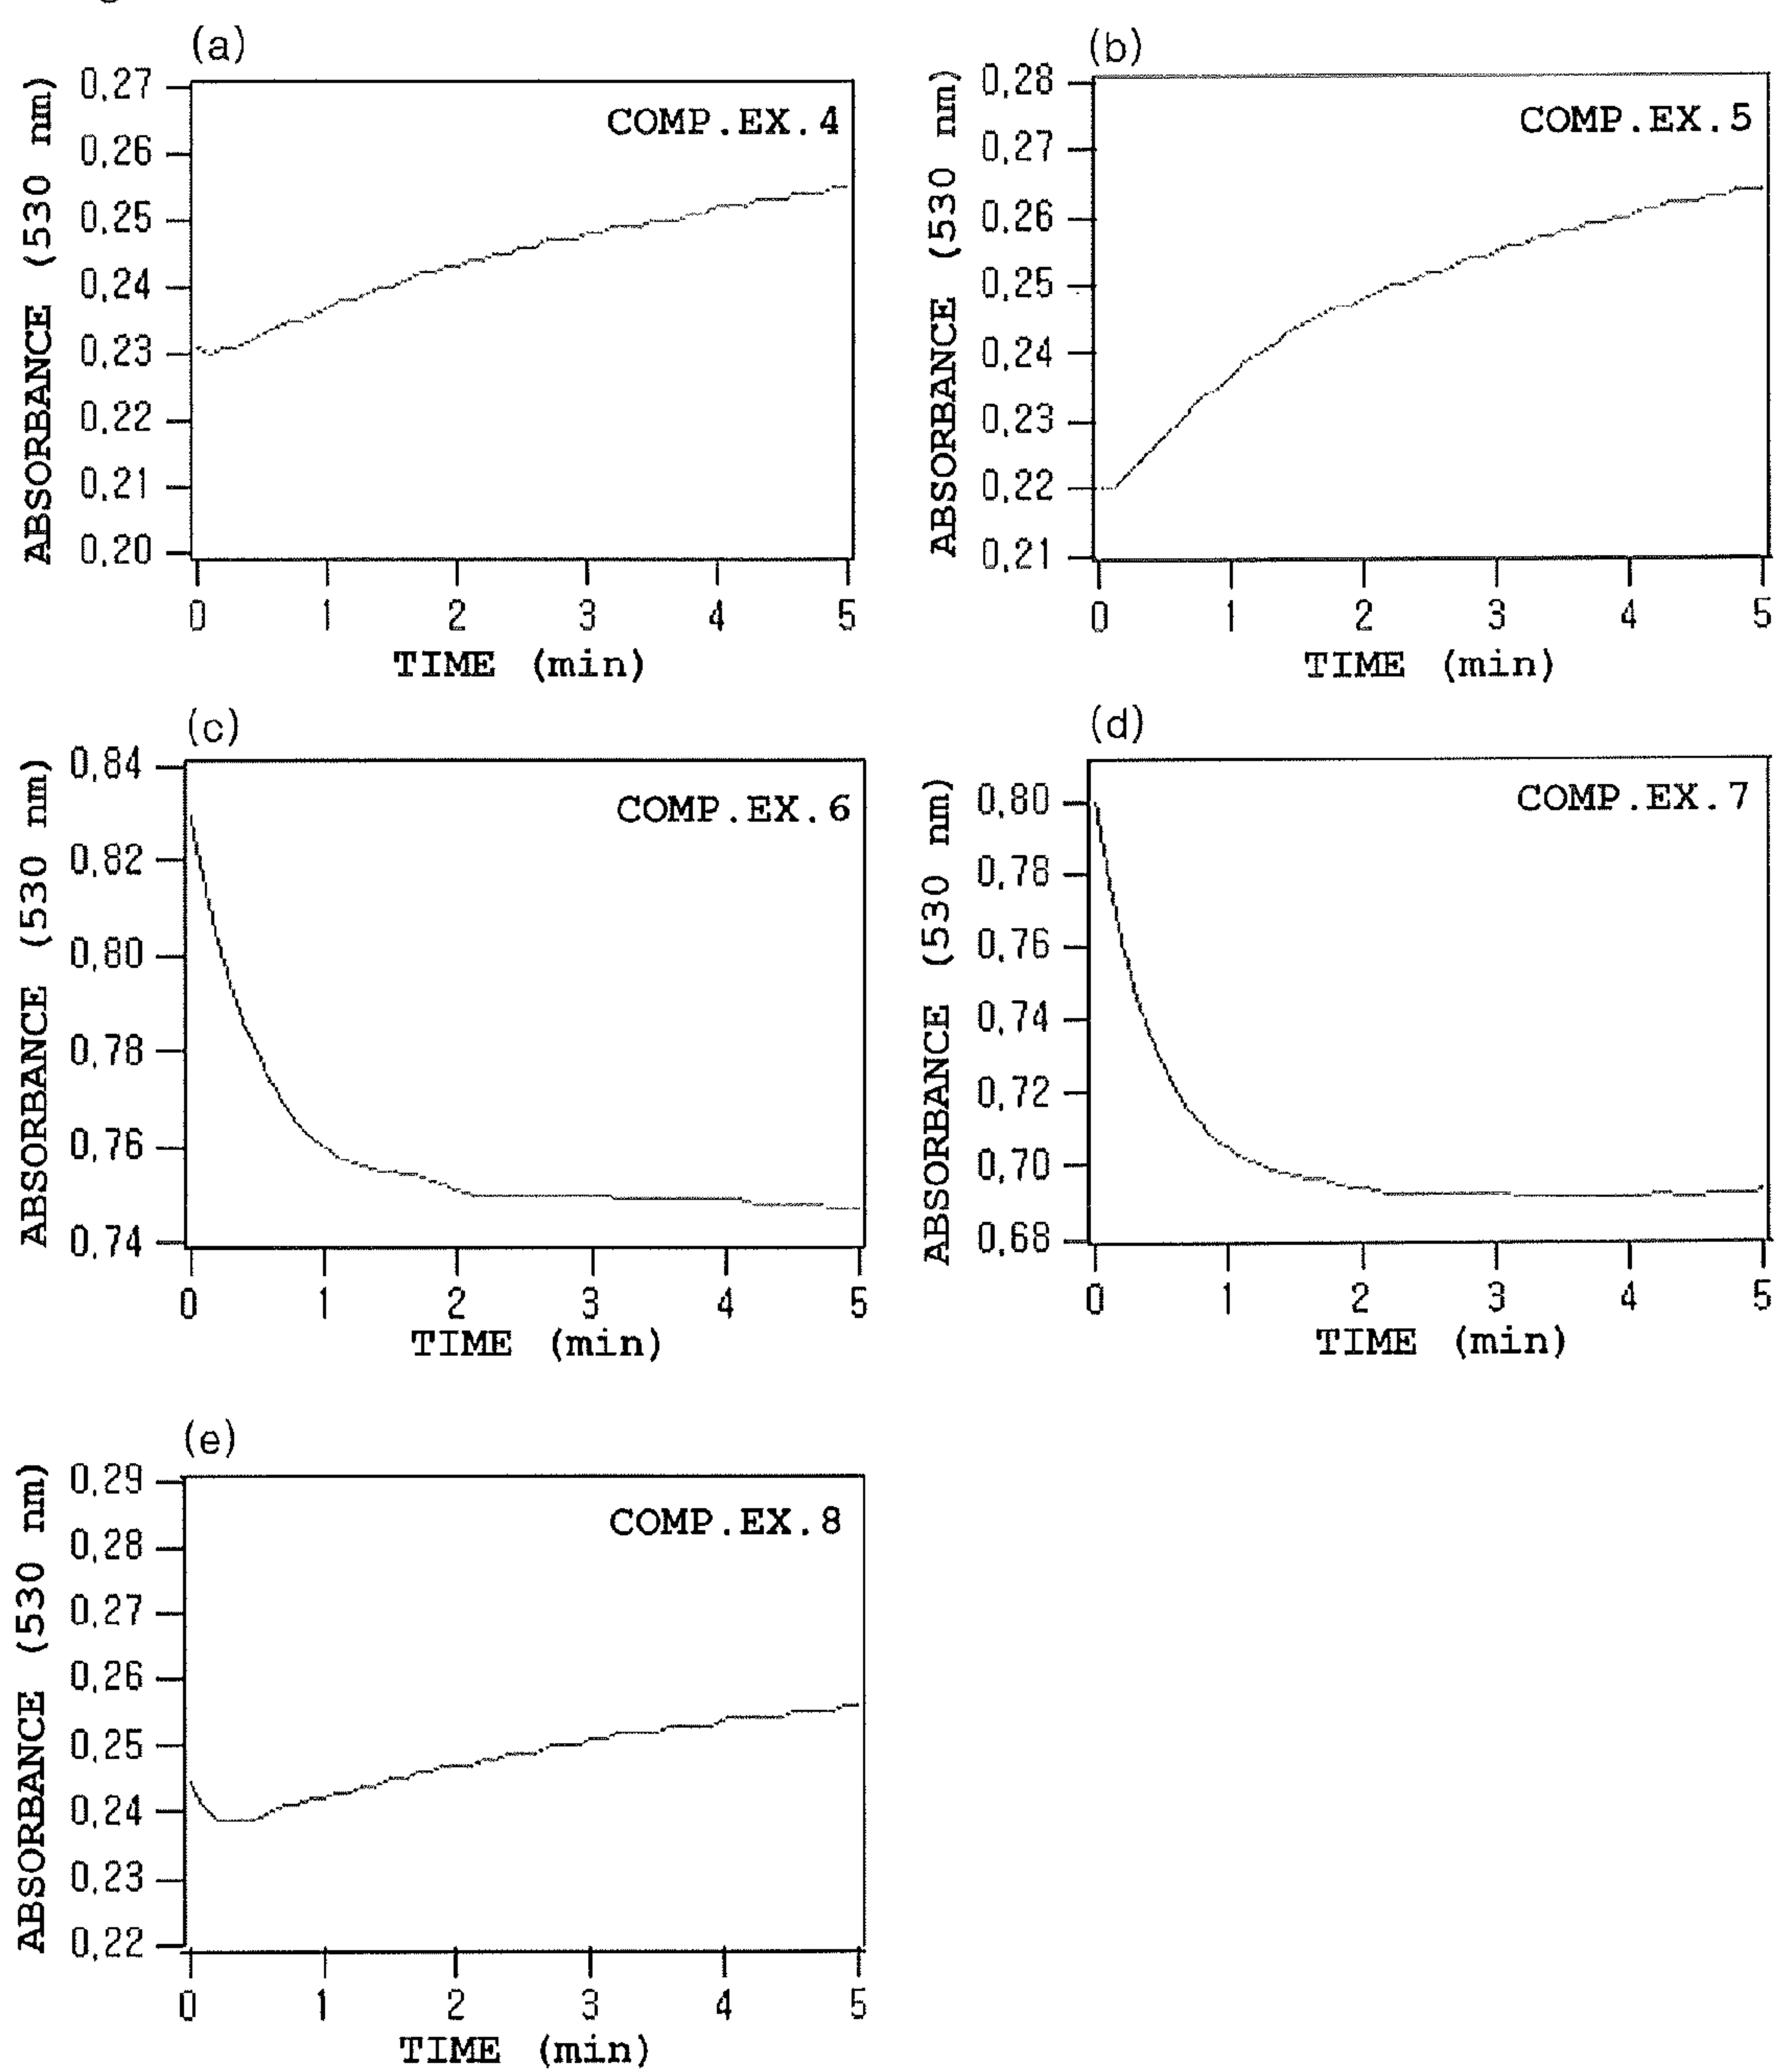 (a)
ABSORBANCE (530 nm)
COMP.EX.4
0,27
0,26
0,25
0,24
0,23
0,22
0,21
0,20
0 1 2 3 4 5
TIME (min)
(b)
ABSORBANCE (530 nm)
COMP.EX.5
0,28
0,27
0,26
0,25
0,24
0,23
0,22
0,21
0 1 2 3 4 5
TIME (min)
(c)
ABSORBANCE (530 nm)
COMP.EX.6
0,84
0,82
0,80
0,78
0,76
0,74
0 1 2 3 4 5
TIME (min)
(d)
ABSORBANCE (530 nm)
COMP.EX.7
0,80
0,78
0,76
0,74
0,72
0,70
0,68
0 1 2 3 4 5
TIME (min)
(e)
ABSORBANCE (530 nm)
COMP.EX.8
0,29
0,28
0,27
0,26
0,25
0,24
0,23
0,22
0 1 2 3 4 5
TIME (min)